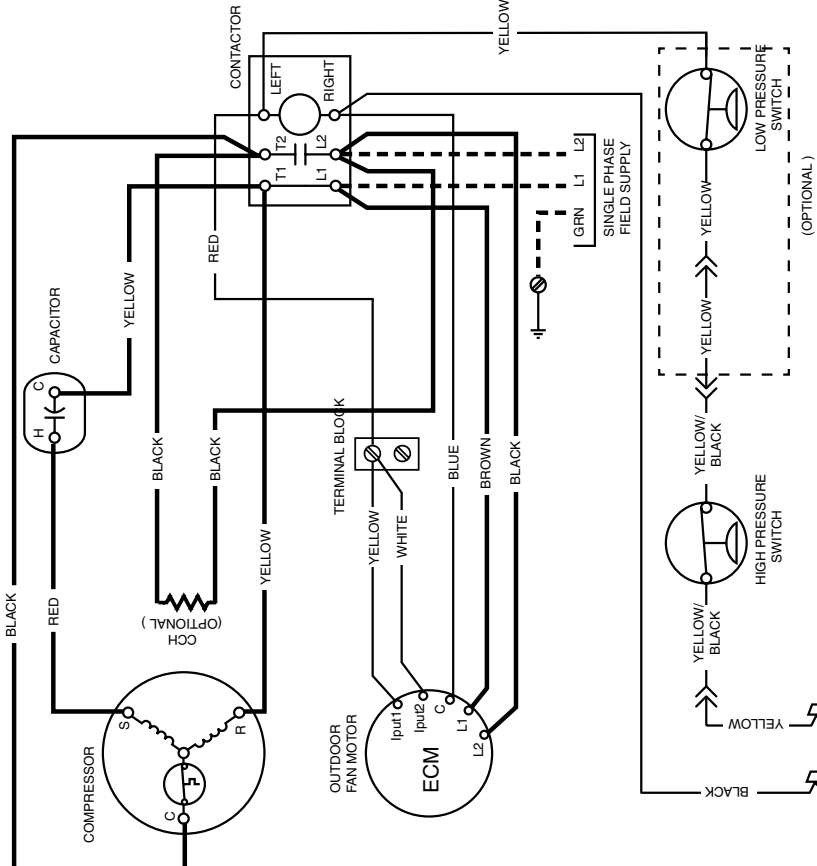 YELLOW
CONTACTOR
LEFT
RIGHT
T2
L2
T1
L1
LOW PRESSURE
SWITCH
(OPTIONAL )
L2
L1
GRN
SINGLE PHASE
FIELD SUPPLY
YELLOW
RED
YELLOW
CAPACITOR
C
H
YELLOW
BLACK
BLACK
TERMINAL BLOCK
BLUE
BROWN
BLACK
YELLOW/
BLACK
YELLOW
WHITE
YELLOW
HIGH PRESSURE
SWITCH
BLACK
RED
CCH
(OPTIONAL )
YELLOW/
BLACK
COMPRESSOR
S
R
C
OUTDOOR
FAN MOTOR
Iput1
Iput2
C
L1
L2
ECM
YELLOW
BLACK